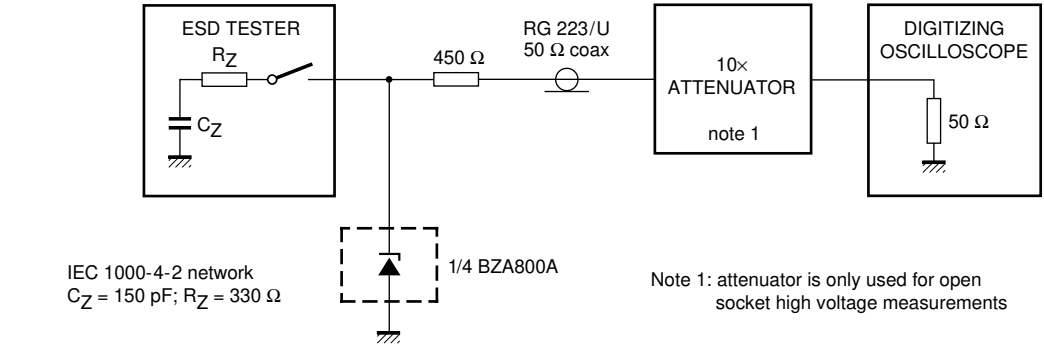 ESD TESTER
RZ
CZ
450 Ω
RG 223/U
50 Ω coax
10×
ATTENUATOR
note 1
DIGITIZING
OSCILLOSCOPE
50 Ω
1/4 BZA800A
IEC 1000-4-2 network
CZ = 150 pF; RZ = 330 Ω
Note 1: attenuator is only used for open
socket high voltage measurements